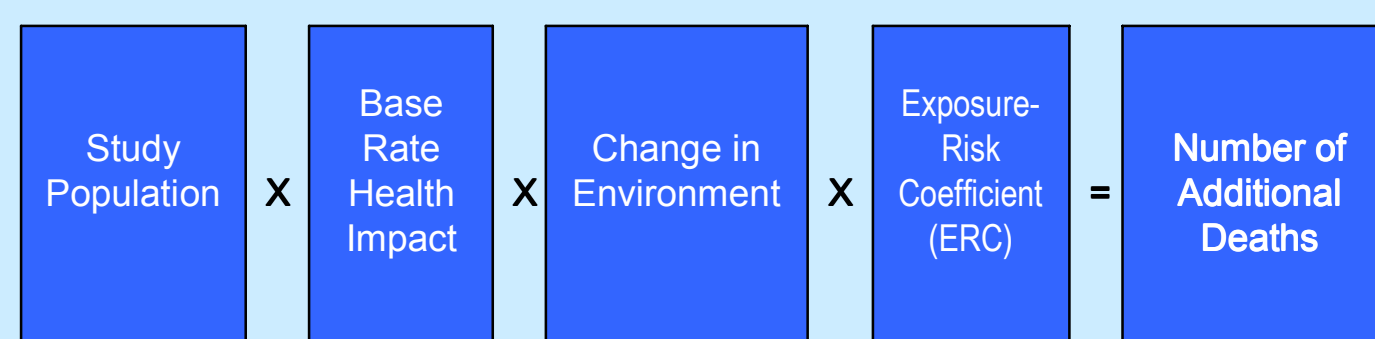 Study
Population
X
Base
Rate
Health
Impact
X
Change in
Environment
X
Exposure-
Risk
Coefficient
(ERC)
=
Number of
Additional
Deaths